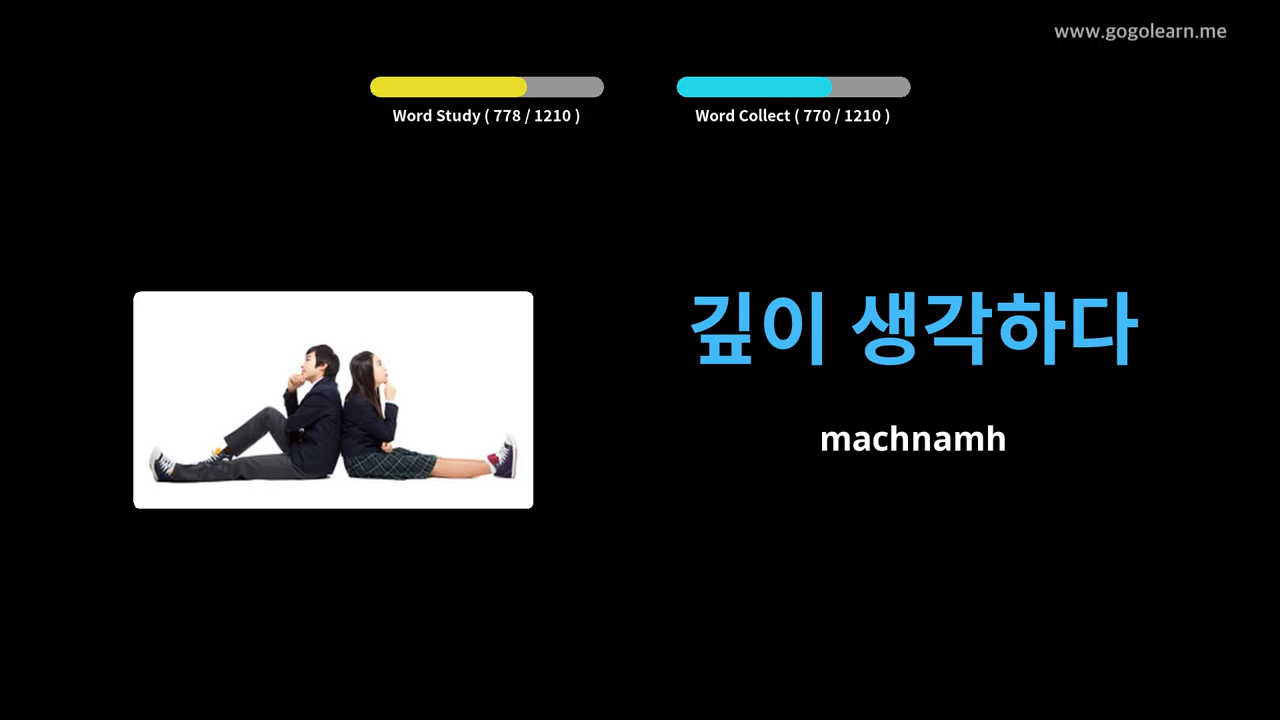 www.gogolearn.me
Word Study ( 778 / 1210 )
Word Collect ( 770 / 1210 )
깊이 생각하다
machnamh